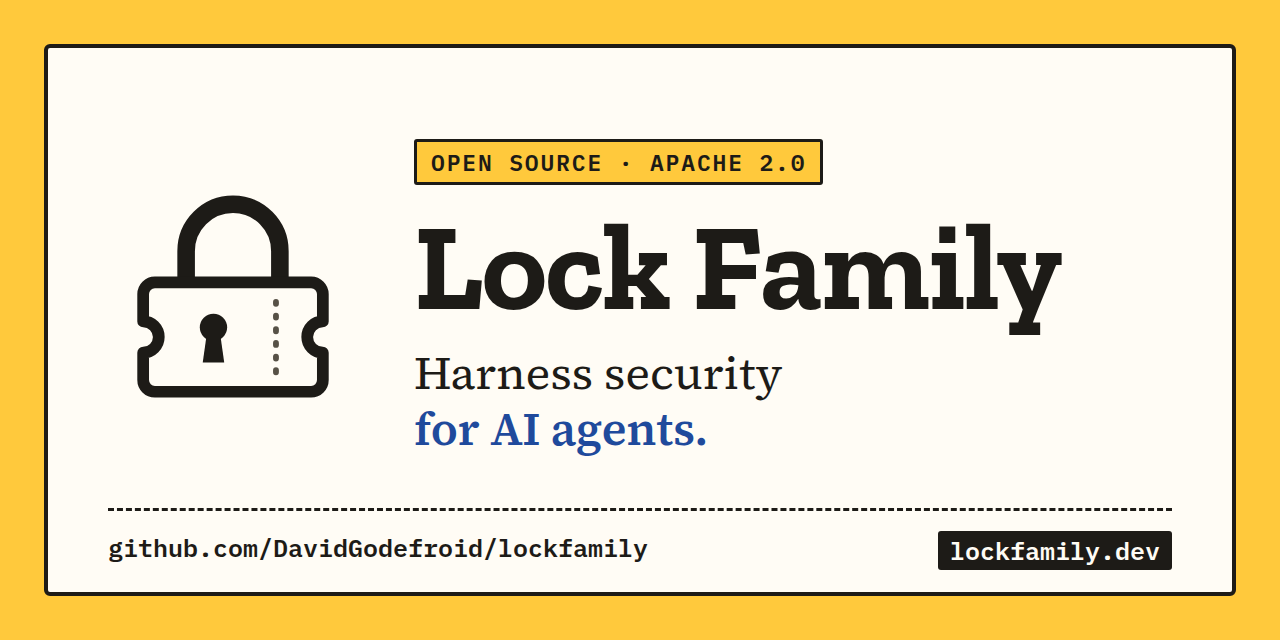 OPEN SOURCE · APACHE 2.0
Lock Family
Harness security
for AI agents.
github.com/DavidGodefroid/lockfamily
lockfamily.dev